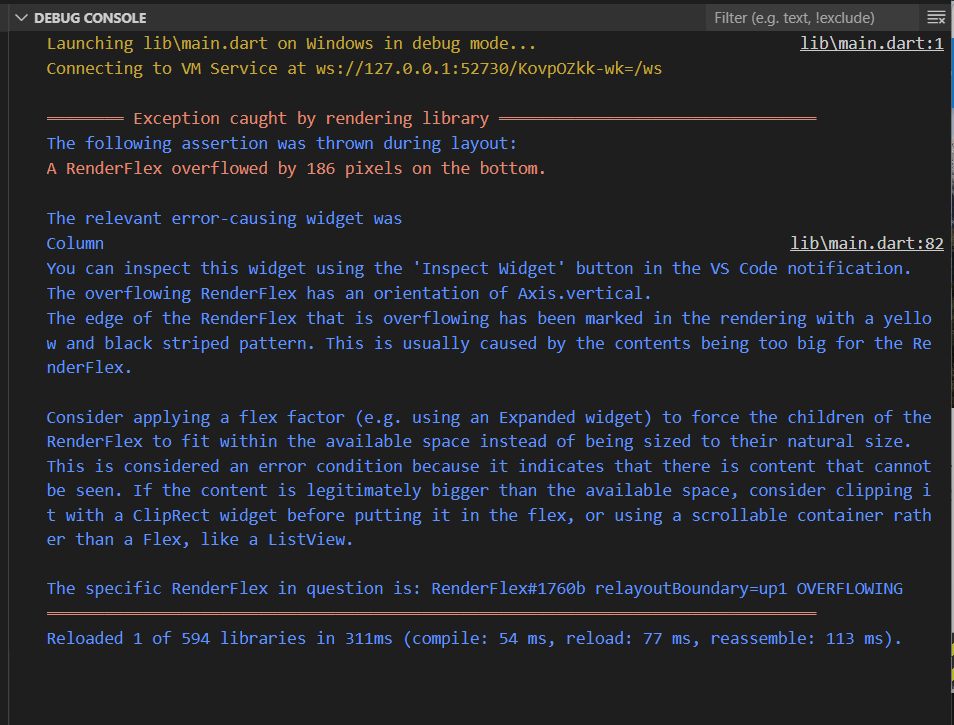 DEBUG CONSOLE
Filter (e.g. text, !exclude)
Launching lib\main.dart on Windows in debug mode... lib\main.dart:1
Connecting to VM Service at ws://127.0.0.1:52730/KovpOZkk-wk=/ws
════════ Exception caught by rendering library ═════════════════════════════════
The following assertion was thrown during layout:
A RenderFlex overflowed by 186 pixels on the bottom.
The relevant error-causing widget was
Column lib\main.dart:82
You can inspect this widget using the 'Inspect Widget' button in the VS Code notification.
The overflowing RenderFlex has an orientation of Axis.vertical.
The edge of the RenderFlex that is overflowing has been marked in the rendering with a yello
w and black striped pattern. This is usually caused by the contents being too big for the Re
nderFlex.
Consider applying a flex factor (e.g. using an Expanded widget) to force the children of the
RenderFlex to fit within the available space instead of being sized to their natural size.
This is considered an error condition because it indicates that there is content that cannot
be seen. If the content is legitimately bigger than the available space, consider clipping i
t with a ClipRect widget before putting it in the flex, or using a scrollable container rath
er than a Flex, like a ListView.
The specific RenderFlex in question is: RenderFlex#1760b relayoutBoundary=up1 OVERFLOWING
════════════════════════════════════════════════════════════════════════════════
Reloaded 1 of 594 libraries in 311ms (compile: 54 ms, reload: 77 ms, reassemble: 113 ms).